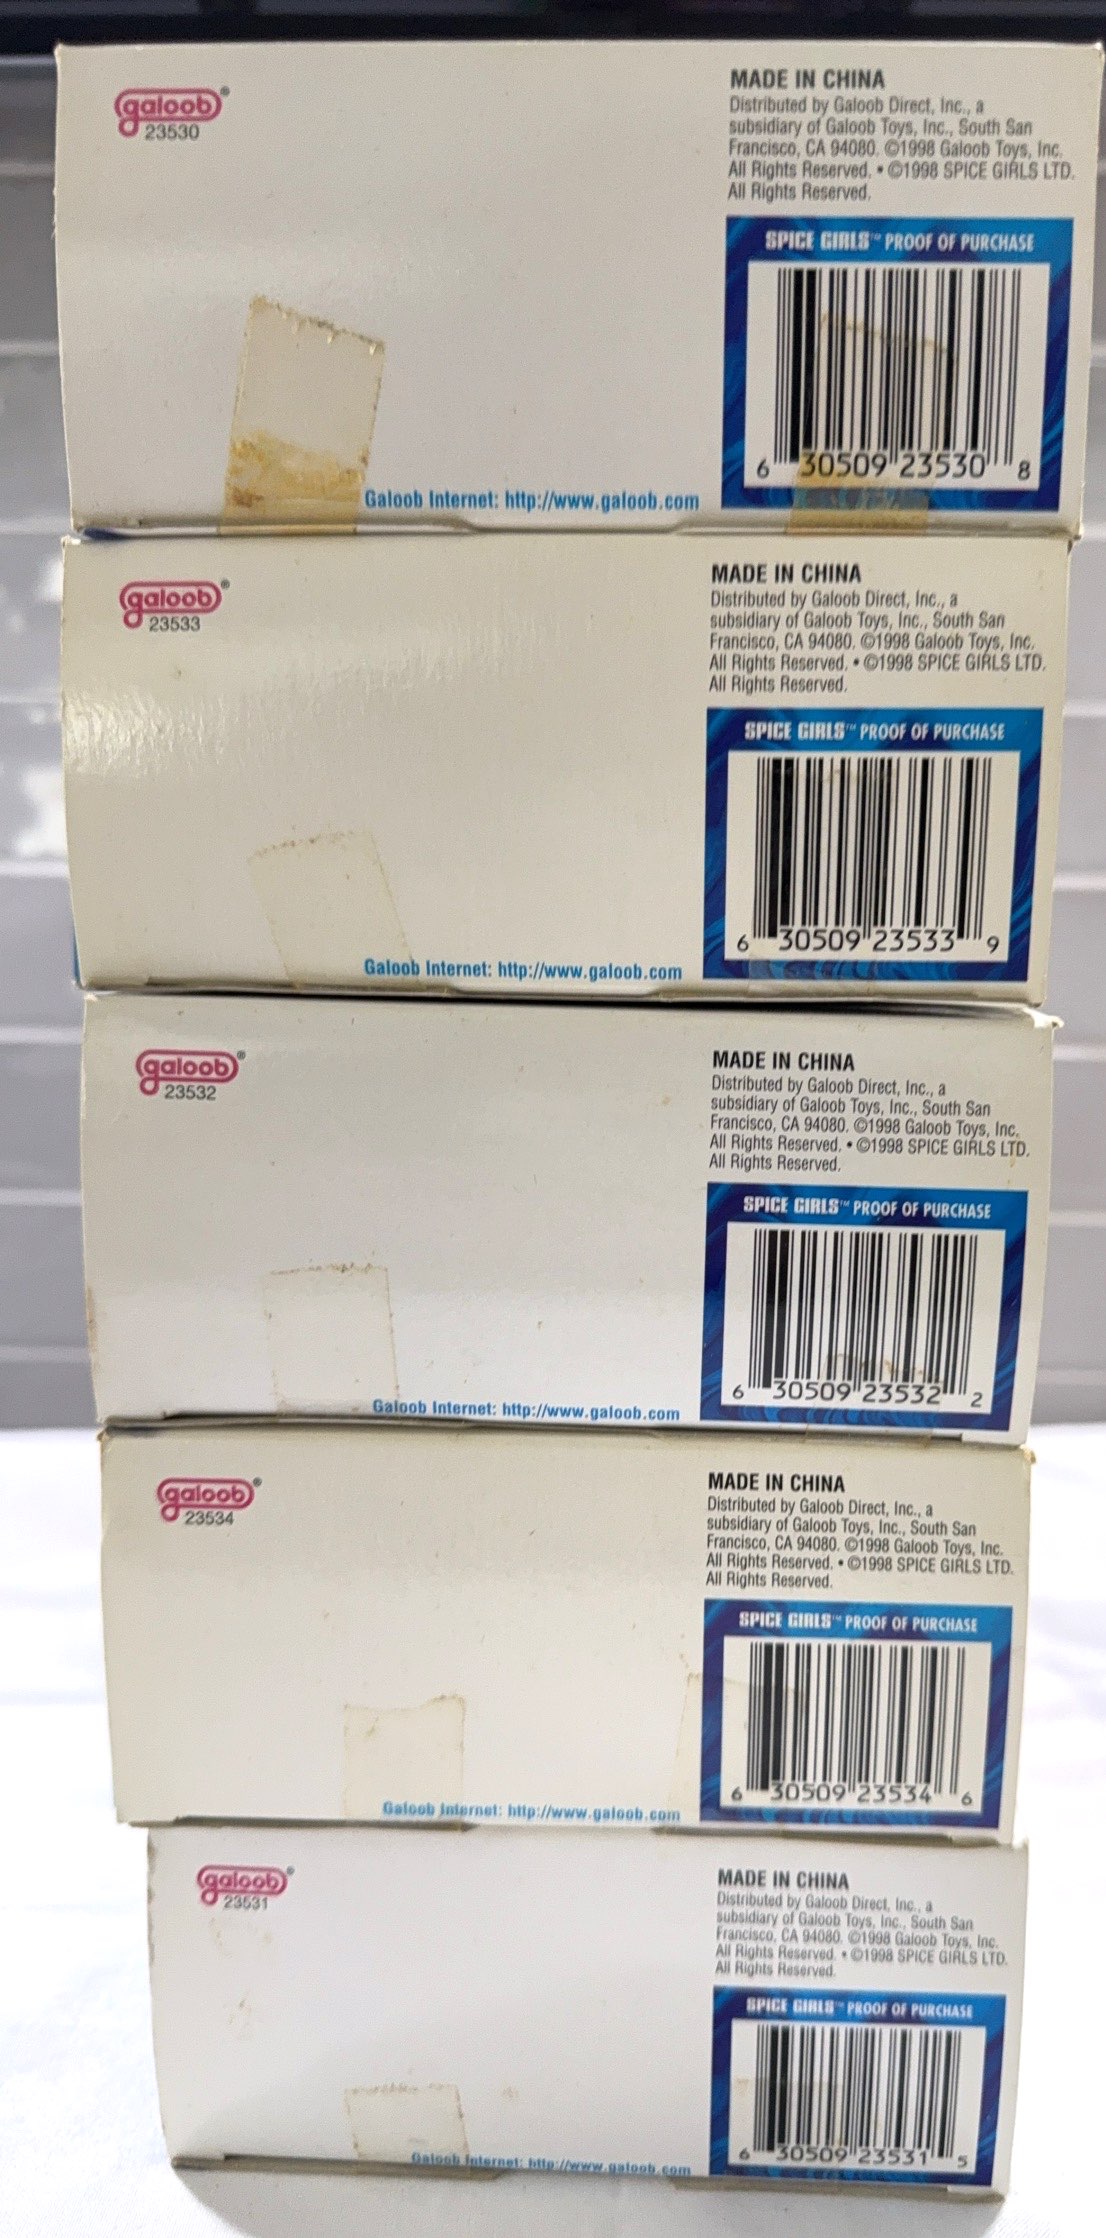 galoob®
23530
MADE IN CHINA
Distributed by Galoob Direct, Inc., a
subsidiary of Galoob Toys, Inc., South San
Francisco, CA 94080. ©1998 Galoob Toys, Inc.
All Rights Reserved. • ©1998 SPICE GIRLS LTD.
All Rights Reserved.
SPICE GIRLS™ PROOF OF PURCHASE
6 30509 23530 8
Galoob Internet: http://www.galoob.com
galoob®
23533
MADE IN CHINA
Distributed by Galoob Direct, Inc., a
subsidiary of Galoob Toys, Inc., South San
Francisco, CA 94080. ©1998 Galoob Toys, Inc.
All Rights Reserved. • ©1998 SPICE GIRLS LTD.
All Rights Reserved.
SPICE GIRLS™ PROOF OF PURCHASE
6 30509 23533 9
Galoob Internet: http://www.galoob.com
galoob®
23532
MADE IN CHINA
Distributed by Galoob Direct, Inc., a
subsidiary of Galoob Toys, Inc., South San
Francisco, CA 94080. ©1998 Galoob Toys, Inc.
All Rights Reserved. • ©1998 SPICE GIRLS LTD.
All Rights Reserved.
SPICE GIRLS™ PROOF OF PURCHASE
6 30509 23532 2
Galoob Internet: http://www.galoob.com
galoob®
23534
MADE IN CHINA
Distributed by Galoob Direct, Inc., a
subsidiary of Galoob Toys, Inc., South San
Francisco, CA 94080. ©1998 Galoob Toys, Inc.
All Rights Reserved. • ©1998 SPICE GIRLS LTD.
All Rights Reserved.
SPICE GIRLS™ PROOF OF PURCHASE
6 30509 23534 6
Galoob Internet: http://www.galoob.com
galoob®
23531
MADE IN CHINA
Distributed by Galoob Direct, Inc., a
subsidiary of Galoob Toys, Inc., South San
Francisco, CA 94080. ©1998 Galoob Toys, Inc.
All Rights Reserved. • ©1998 SPICE GIRLS LTD.
All Rights Reserved.
SPICE GIRLS™ PROOF OF PURCHASE
6 30509 23531 5
Galoob Internet: http://www.galoob.com